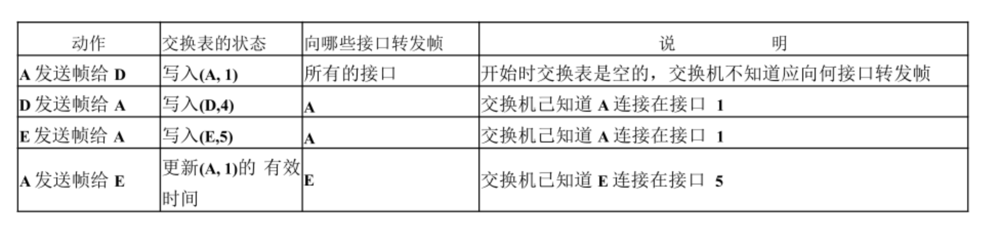 动作 交换表的状态 向哪些接口转发帧 说 明
A 发送帧给 D 写入(A, 1) 所有的接口 开始时交换表是空的，交换机不知道应向何接口转发帧
D 发送帧给 A 写入(D,4) A 交换机已知道 A 连接在接口 1
E 发送帧给 A 写入(E,5) A 交换机已知道 A 连接在接口 1
A 发送帧给 E 更新(A, 1)的 有效 E 交换机已知道 E 连接在接口 5
时间